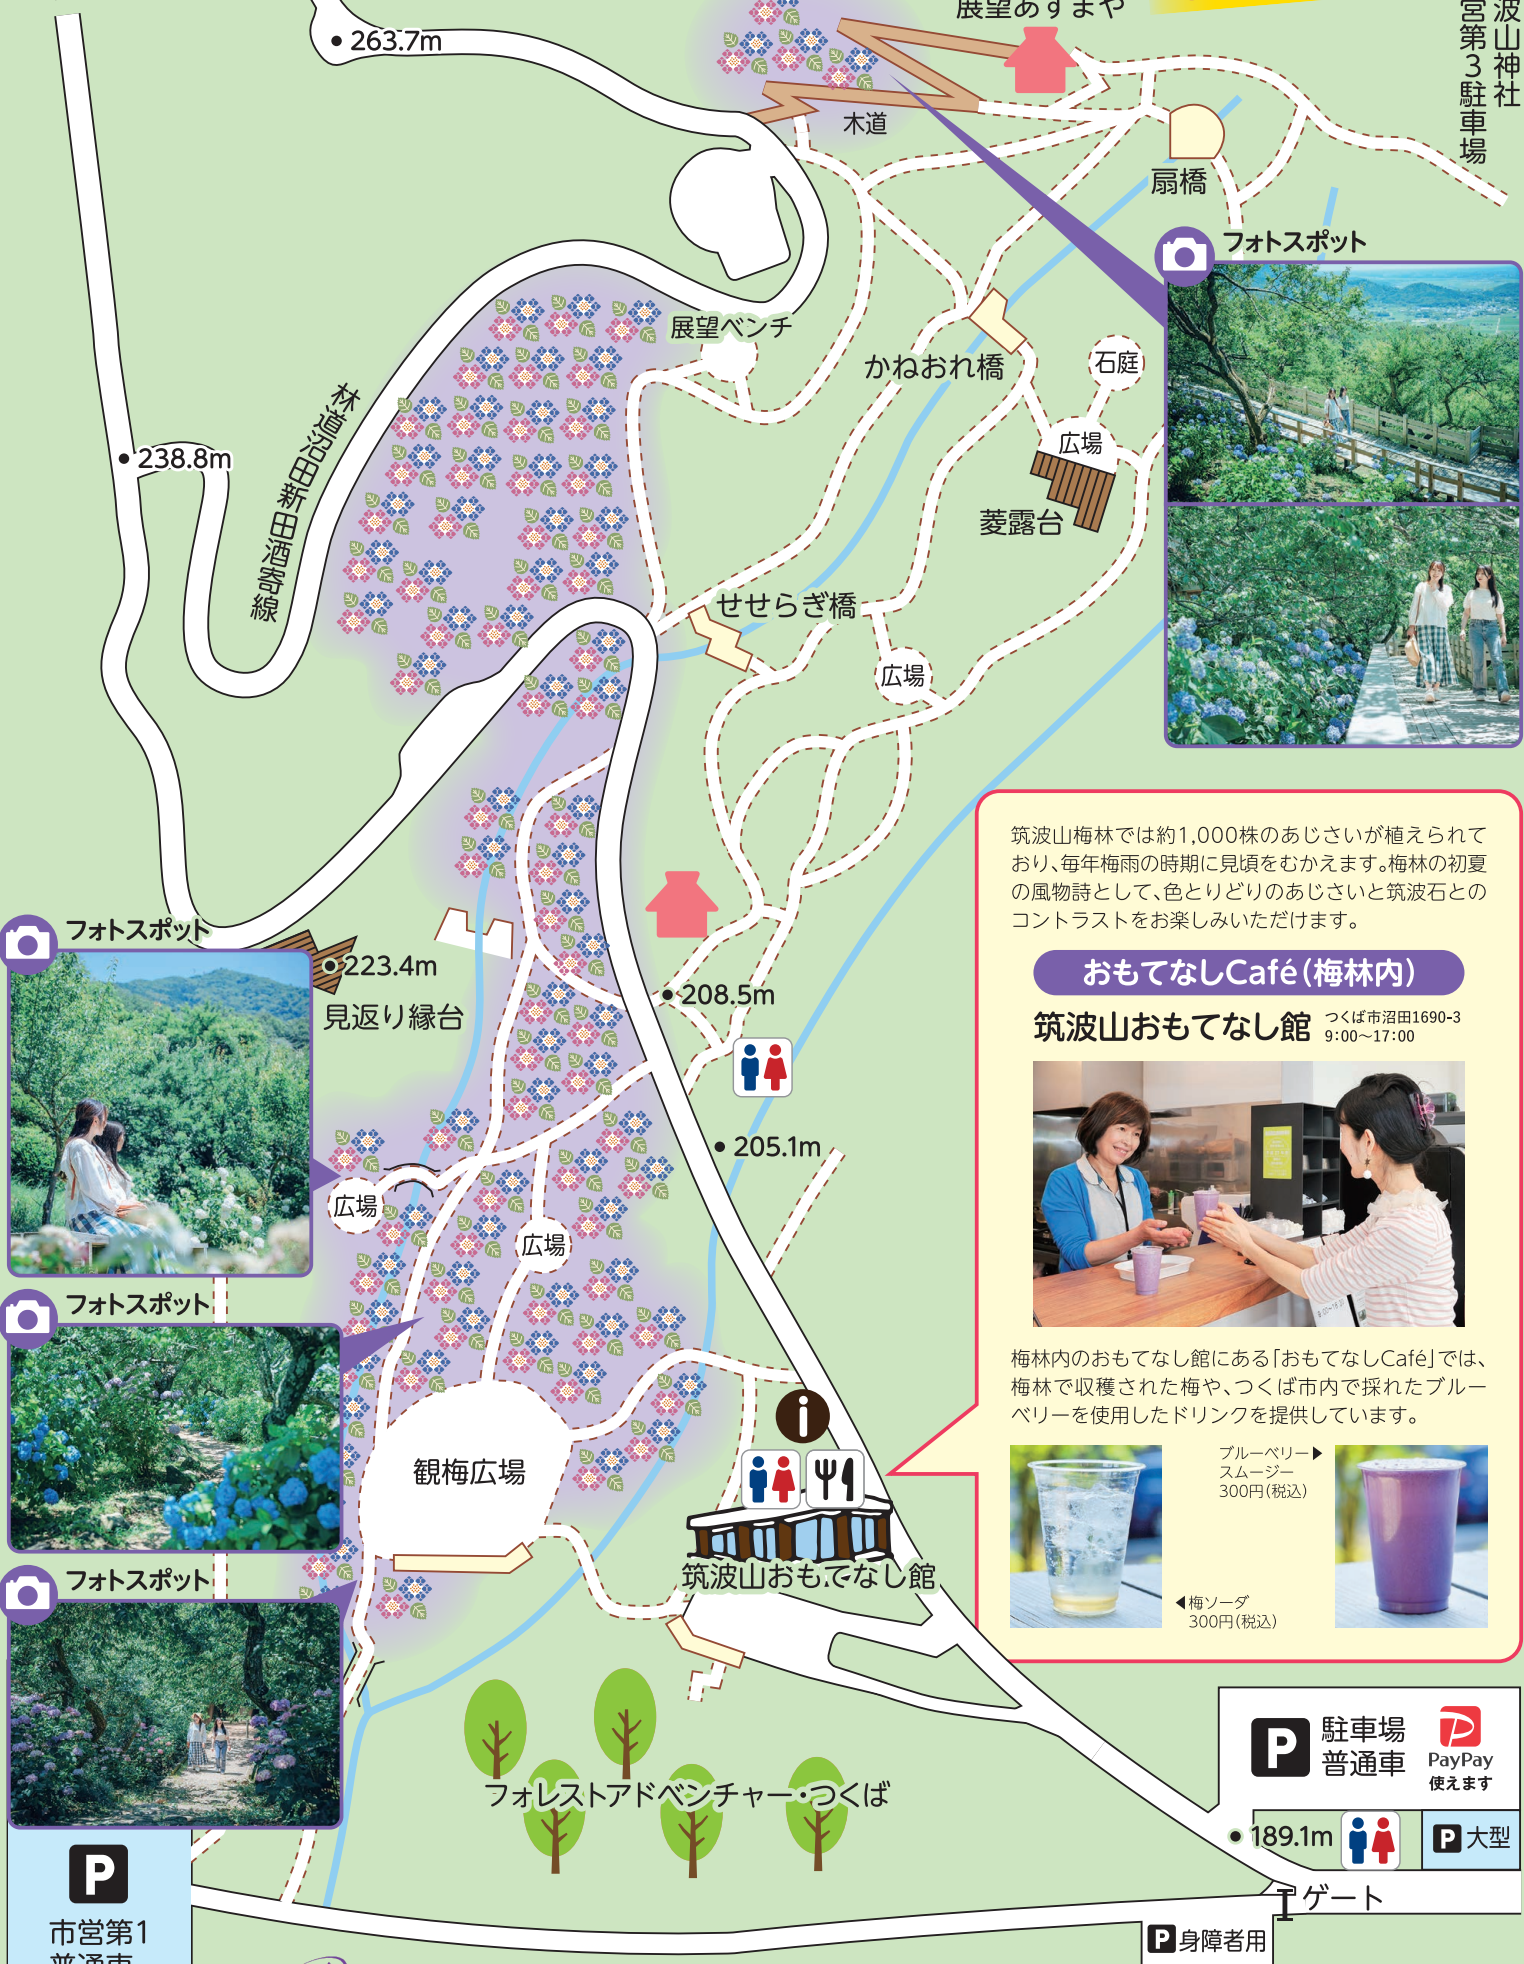 展望あずまや
筑波山神社
市営第3駐車場
263.7m
木道
扇橋
フォトスポット
展望ベンチ
かねおれ橋
石庭
広場
菱露台
林道沼田新田酒寄線
238.8m
せせらぎ橋
広場
筑波山梅林では約1,000株のあじさいが植えられて
おり、毎年梅雨の時期に見頃をむかえます。梅林の初夏
の風物詩として、色とりどりのあじさいと筑波石との
コントラストをお楽しみいただけます。
おもてなしCafé(梅林内)
筑波山おもてなし館
つくば市沼田1690-3
9:00～17:00
フォトスポット
223.4m
見返り縁台
208.5m
205.1m
広場
広場
フォトスポット
梅林内のおもてなし館にある「おもてなしCafé」では、
梅林で収穫された梅や、つくば市内で採れたブルー
ベリーを使用したドリンクを提供しています。
ブルーベリー▶
スムージー
300円(税込)
◀梅ソーダ
300円(税込)
観梅広場
i
筑波山おもてなし館
フォトスポット
フォレストアドベンチャー・つくば
P
駐車場
普通車
PayPay
使えます
189.1m
P 大型
ゲート
P 身障者用
P
市営第1
普通車